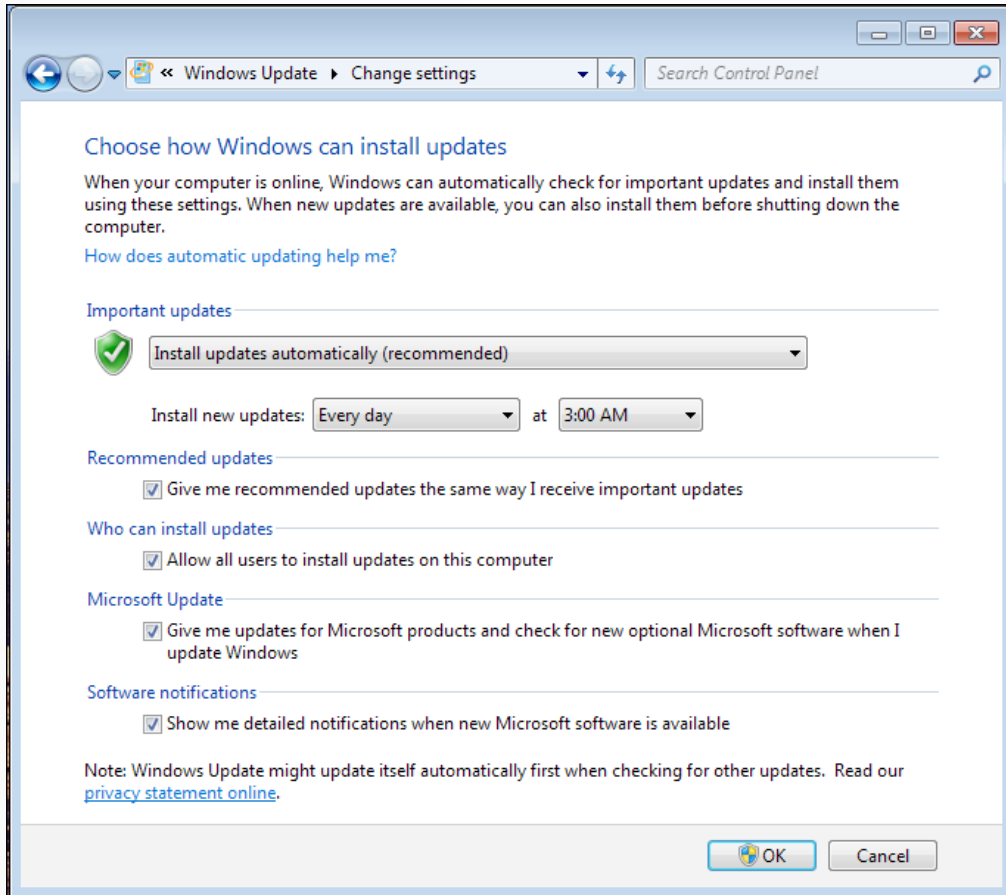 « Windows Update ▸ Change settings
Search Control Panel
Choose how Windows can install updates
When your computer is online, Windows can automatically check for important updates and install them
using these settings. When new updates are available, you can also install them before shutting down the
computer.
How does automatic updating help me?
Important updates
Install updates automatically (recommended)
Install new updates: Every day at 3:00 AM
Recommended updates
Give me recommended updates the same way I receive important updates
Who can install updates
Allow all users to install updates on this computer
Microsoft Update
Give me updates for Microsoft products and check for new optional Microsoft software when I
update Windows
Software notifications
Show me detailed notifications when new Microsoft software is available
Note: Windows Update might update itself automatically first when checking for other updates.  Read our
privacy statement online.
OK
Cancel